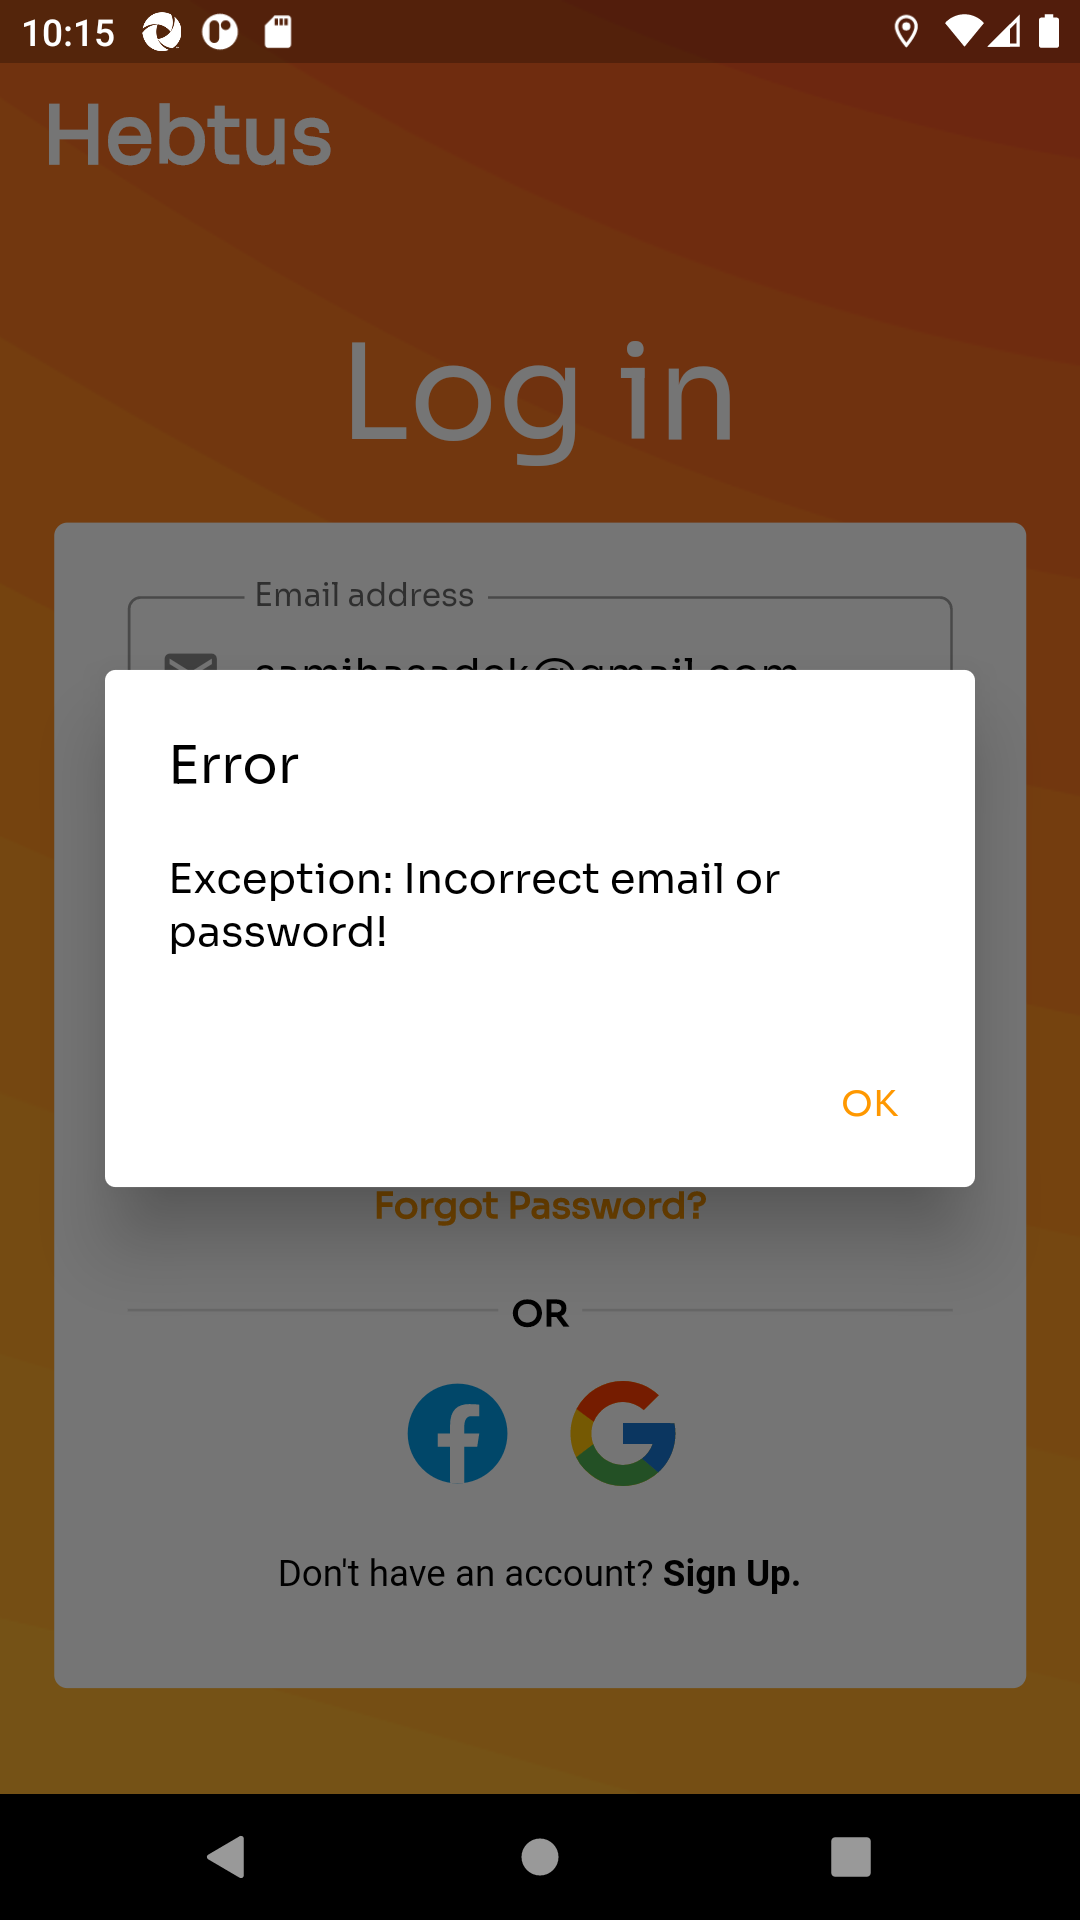 10:15
Hebtus
Log in
Email address
Error
Exception: Incorrect email or
password!
OK
Forgot Password?
OR
Don't have an account? Sign Up.